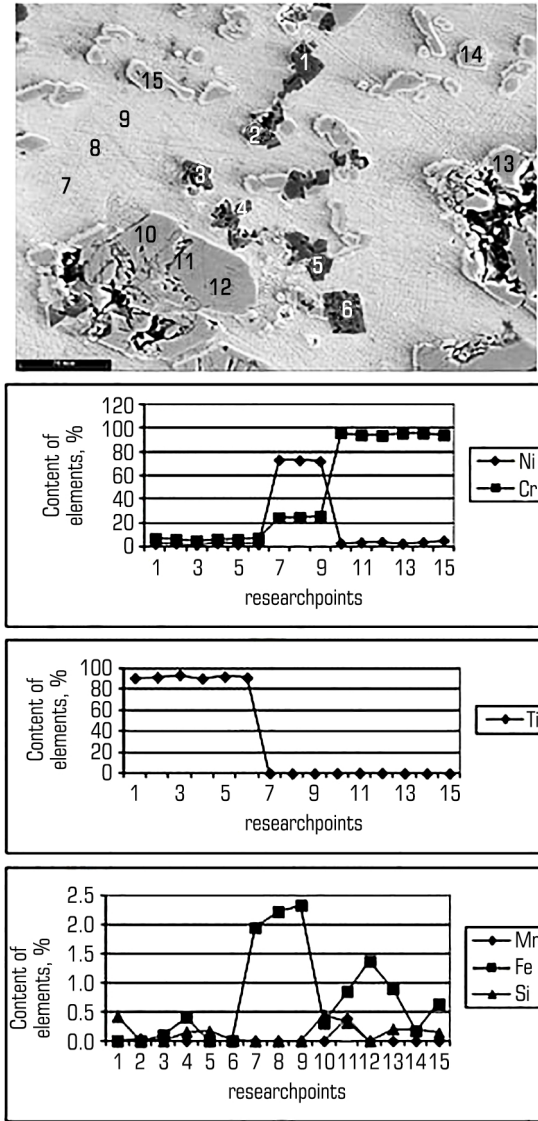 1
14
15
2
9
8
13
3
7
4
10
11
5
12
6
120
100
80
60
40
20
0
Content of
elements, %
1 3 5 7 9 11 13 15
researchpoints
Ni
Cr
100
80
60
40
20
0
Content of
elements, %
1 3 5 7 9 11 13 15
researchpoints
Ti
2.5
2.0
1.5
1.0
0.5
0.0
Content of
elements, %
1 2 3 4 5 6 7 8 9 10 11 12 13 14 15
researchpoints
Mn
Fe
Si